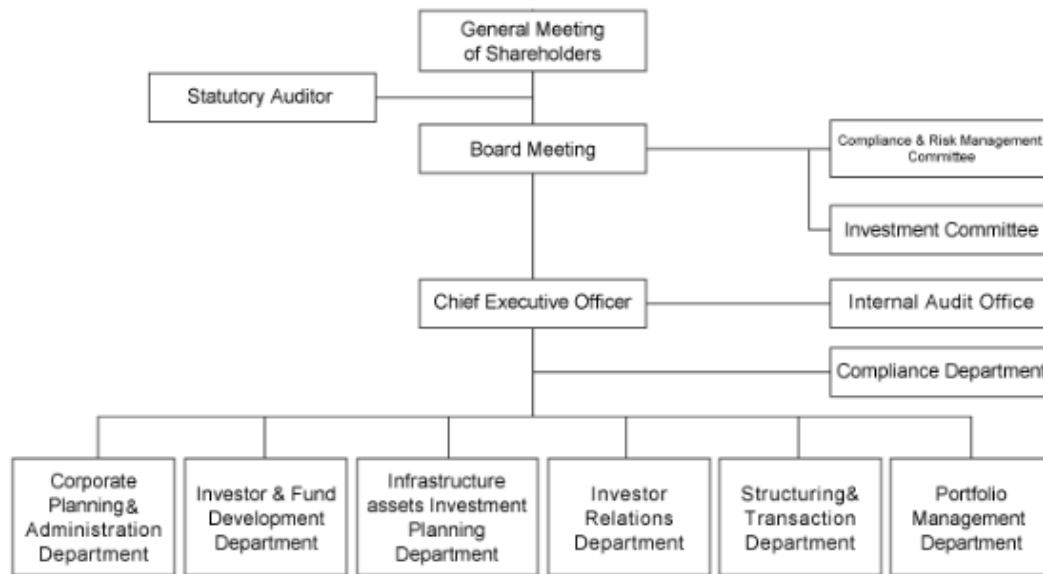 General Meeting
of Shareholders
Statutory Auditor
Board Meeting
Compliance & Risk Management
Committee
Investment Committee
Chief Executive Officer
Internal Audit Office
Compliance Department
Corporate
Planning&
Administration
Department
Investor & Fund
Development
Department
Infrastructure
assets Investment
Planning
Department
Investor
Relations
Department
Structuring&
Transaction
Department
Portfolio
Management
Department